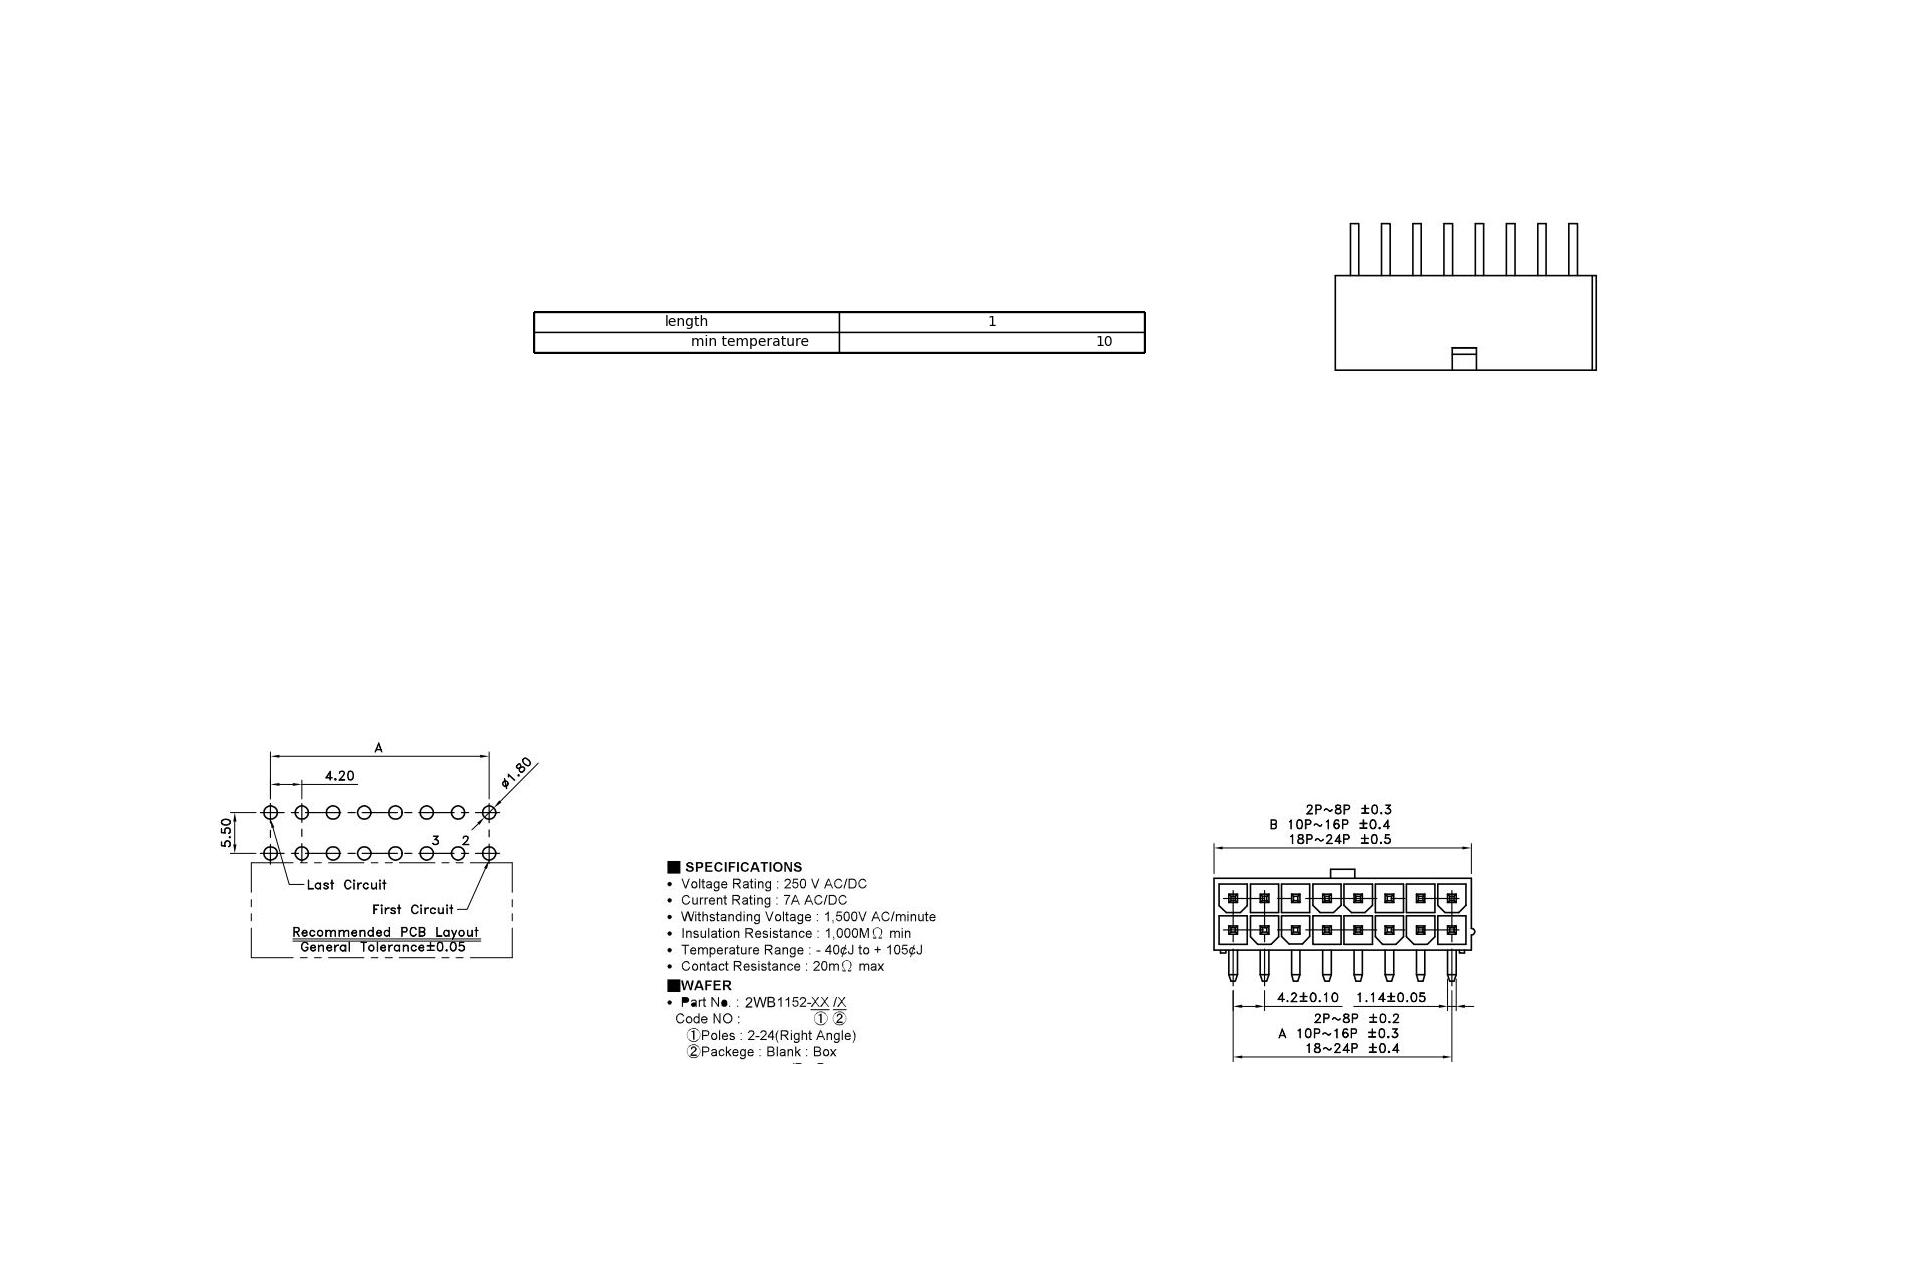 length 1
min temperature 10
A
4.20
ø1.80
5.50
3 2
Last Circuit
First Circuit
Recommended PCB Layout
General Tolerance±0.05
■ SPECIFICATIONS
• Voltage Rating : 250 V AC/DC
• Current Rating : 7A AC/DC
• Withstanding Voltage : 1,500V AC/minute
• Insulation Resistance : 1,000MΩ min
• Temperature Range : - 40¢J to + 105¢J
• Contact Resistance : 20mΩ max
■WAFER
• Part No. : 2WB1152-XX /X
Code NO : ① ②
①Poles : 2-24(Right Angle)
②Packege : Blank : Box
2P~8P ±0.3
B 10P~16P ±0.4
18P~24P ±0.5
4.2±0.10 1.14±0.05
2P~8P ±0.2
A 10P~16P ±0.3
18~24P ±0.4